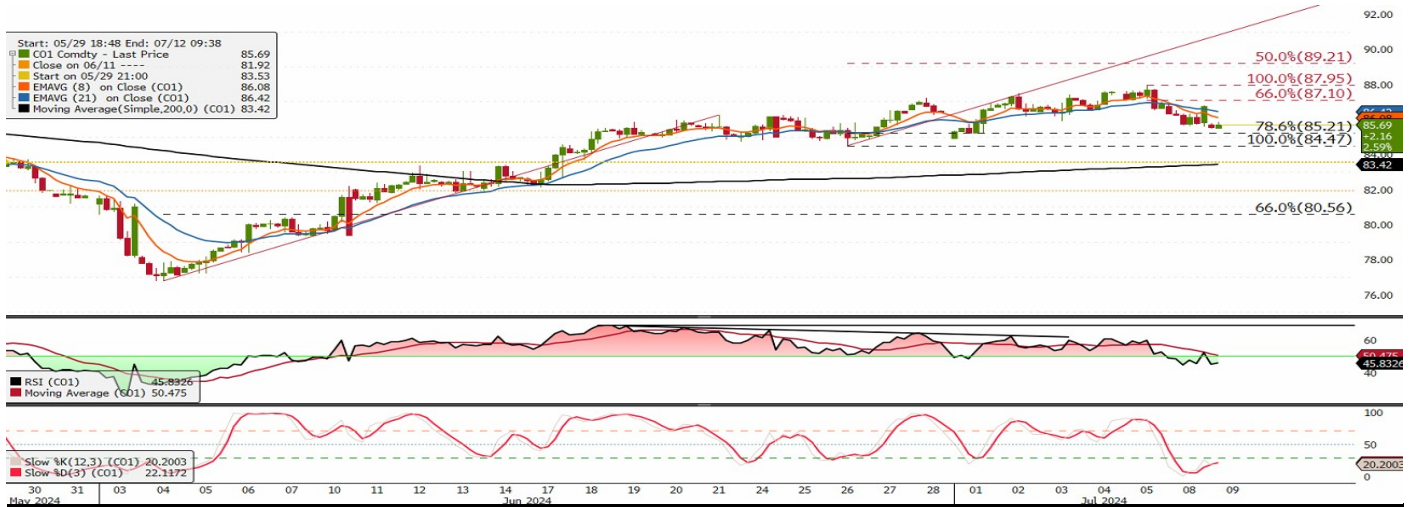 Start: 05/29 18:48 End: 07/12 09:38
CO1 Comdty - Last Price 85.69
Close on 06/11 ---- 81.92
Start on 05/29 21:00 83.53
EMAVG (8) on Close (CO1) 86.08
EMAVG (21) on Close (CO1) 86.42
Moving Average(Simple,200,0) (CO1) 83.42
50.0%(89.21)
100.0%(87.95)
66.0%(87.10)
78.6%(85.21)
100.0%(84.47)
66.0%(80.56)
92.00
90.00
88.00
86.42
86.08
85.69
52.16
2.59%
84.00
83.42
82.00
80.00
78.00
76.00
RSI (CO1) 45.8326
Moving Average (CO1) 50.475
60
50.475
45.8326
40
Slow %K(12,3) (CO1) 20.2003
Slow %D(3) (CO1) 22.1172
100
50
20.2003
0
30 31 03 04 05 06 07 10 11 12 13 14 17 18 19 20 21 24 25 26 27 28 01 02 03 04 05 08 09
May 2024 Jun 2024 Jul 2024